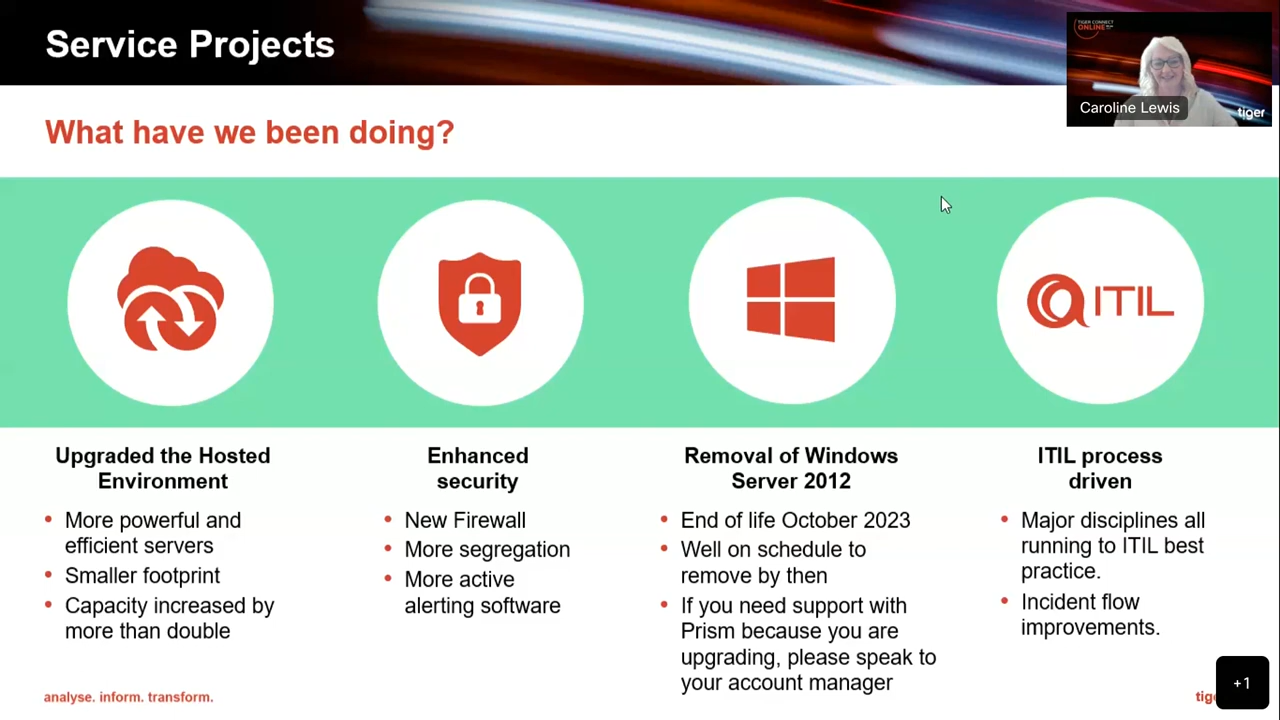 Service Projects
TIGER CONNECT
ONLINE
Caroline Lewis
tiger
What have we been doing?
ITIL
Upgraded the Hosted
Environment
• More powerful and
efficient servers
• Smaller footprint
• Capacity increased by
more than double
Enhanced
security
• New Firewall
• More segregation
• More active
alerting software
Removal of Windows
Server 2012
• End of life October 2023
• Well on schedule to
remove by then
• If you need support with
Prism because you are
upgrading, please speak to
your account manager
ITIL process
driven
• Major disciplines all
running to ITIL best
practice.
• Incident flow
improvements.
analyse. inform. transform.
tig
+1